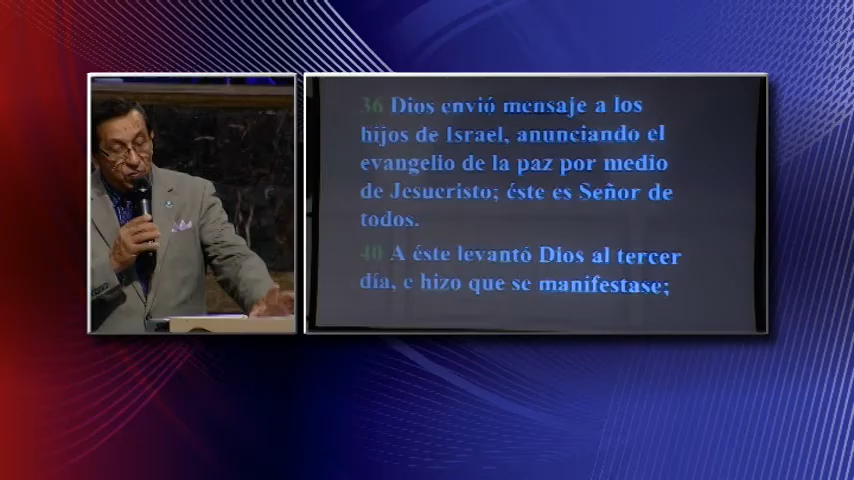 36 Dios envió mensaje a los
hijos de Israel, anunciando el
evangelio de la paz por medio
de Jesucristo; éste es Señor de
todos.
40 A éste levantó Dios al tercer
día, e hizo que se manifestase;